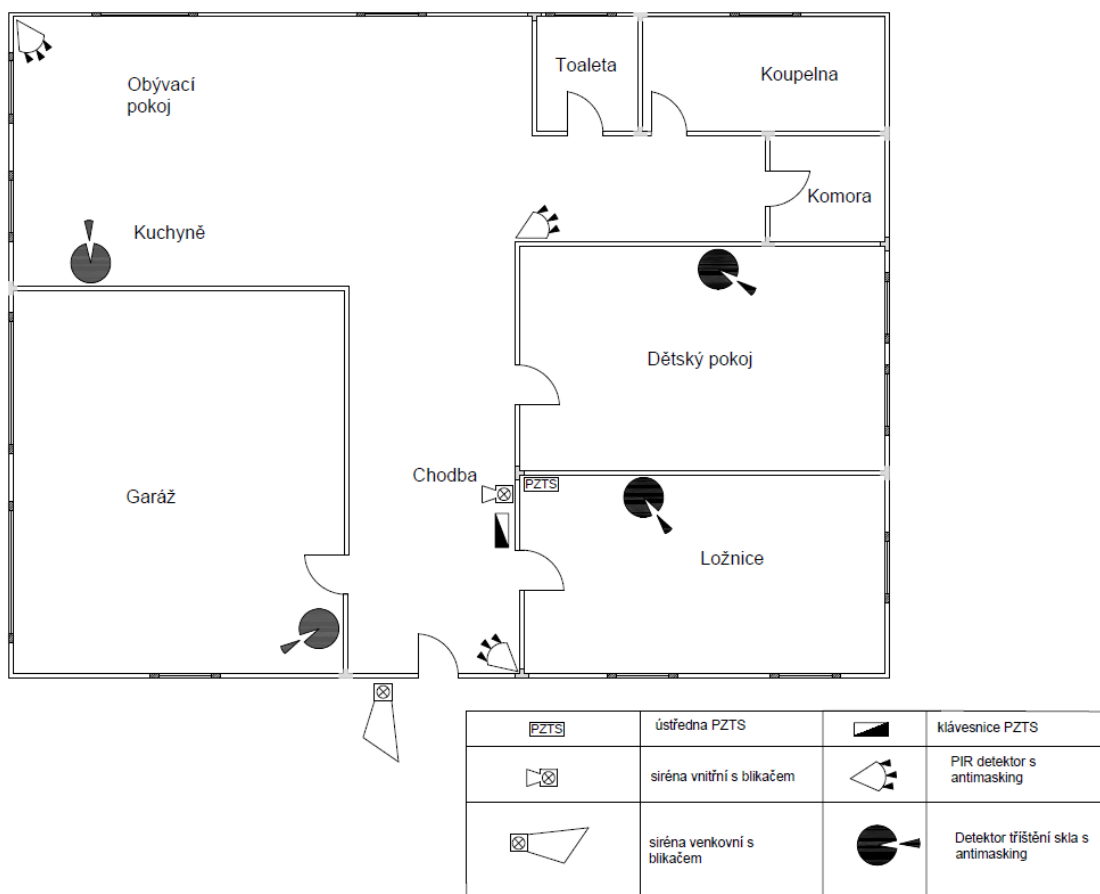 Toaleta
Koupelna
Obývací
pokoj
Komora
Kuchyně
Dětský pokoj
Chodba
PZTS
Garáž
Ložnice
PZTS
ústředna PZTS
klávesnice PZTS
siréna vnitřní s blikačem
PIR detektor s
antimasking
siréna venkovní s
blikačem
Detektor tříštění skla s
antimasking